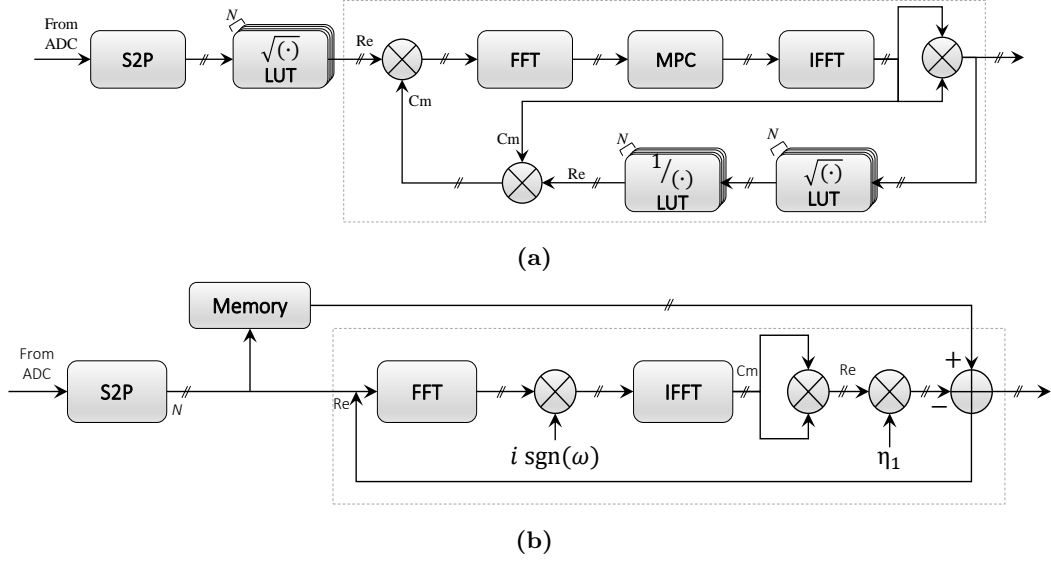 From
ADC
S2P
N
√(·)
LUT
Re
Cm
FFT
MPC
IFFT
Cm
Re
N
1/(·)
LUT
N
√(·)
LUT
(a)
Memory
From
ADC
S2P
N
Re
FFT
i sgn(ω)
IFFT
Cm
Re
η₁
+
−
(b)